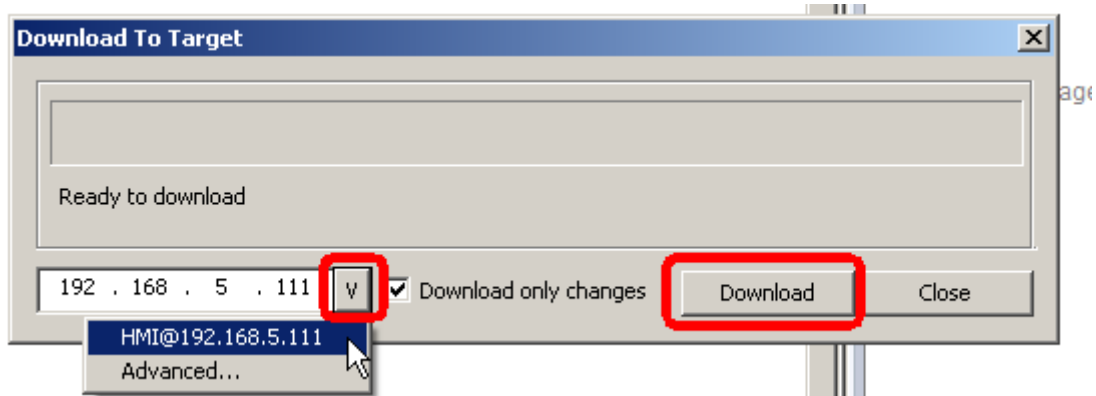 Download To Target
age
Ready to download
192 . 168 . 5 . 111 V Download only changes Download Close
HMI@192.168.5.111
Advanced...